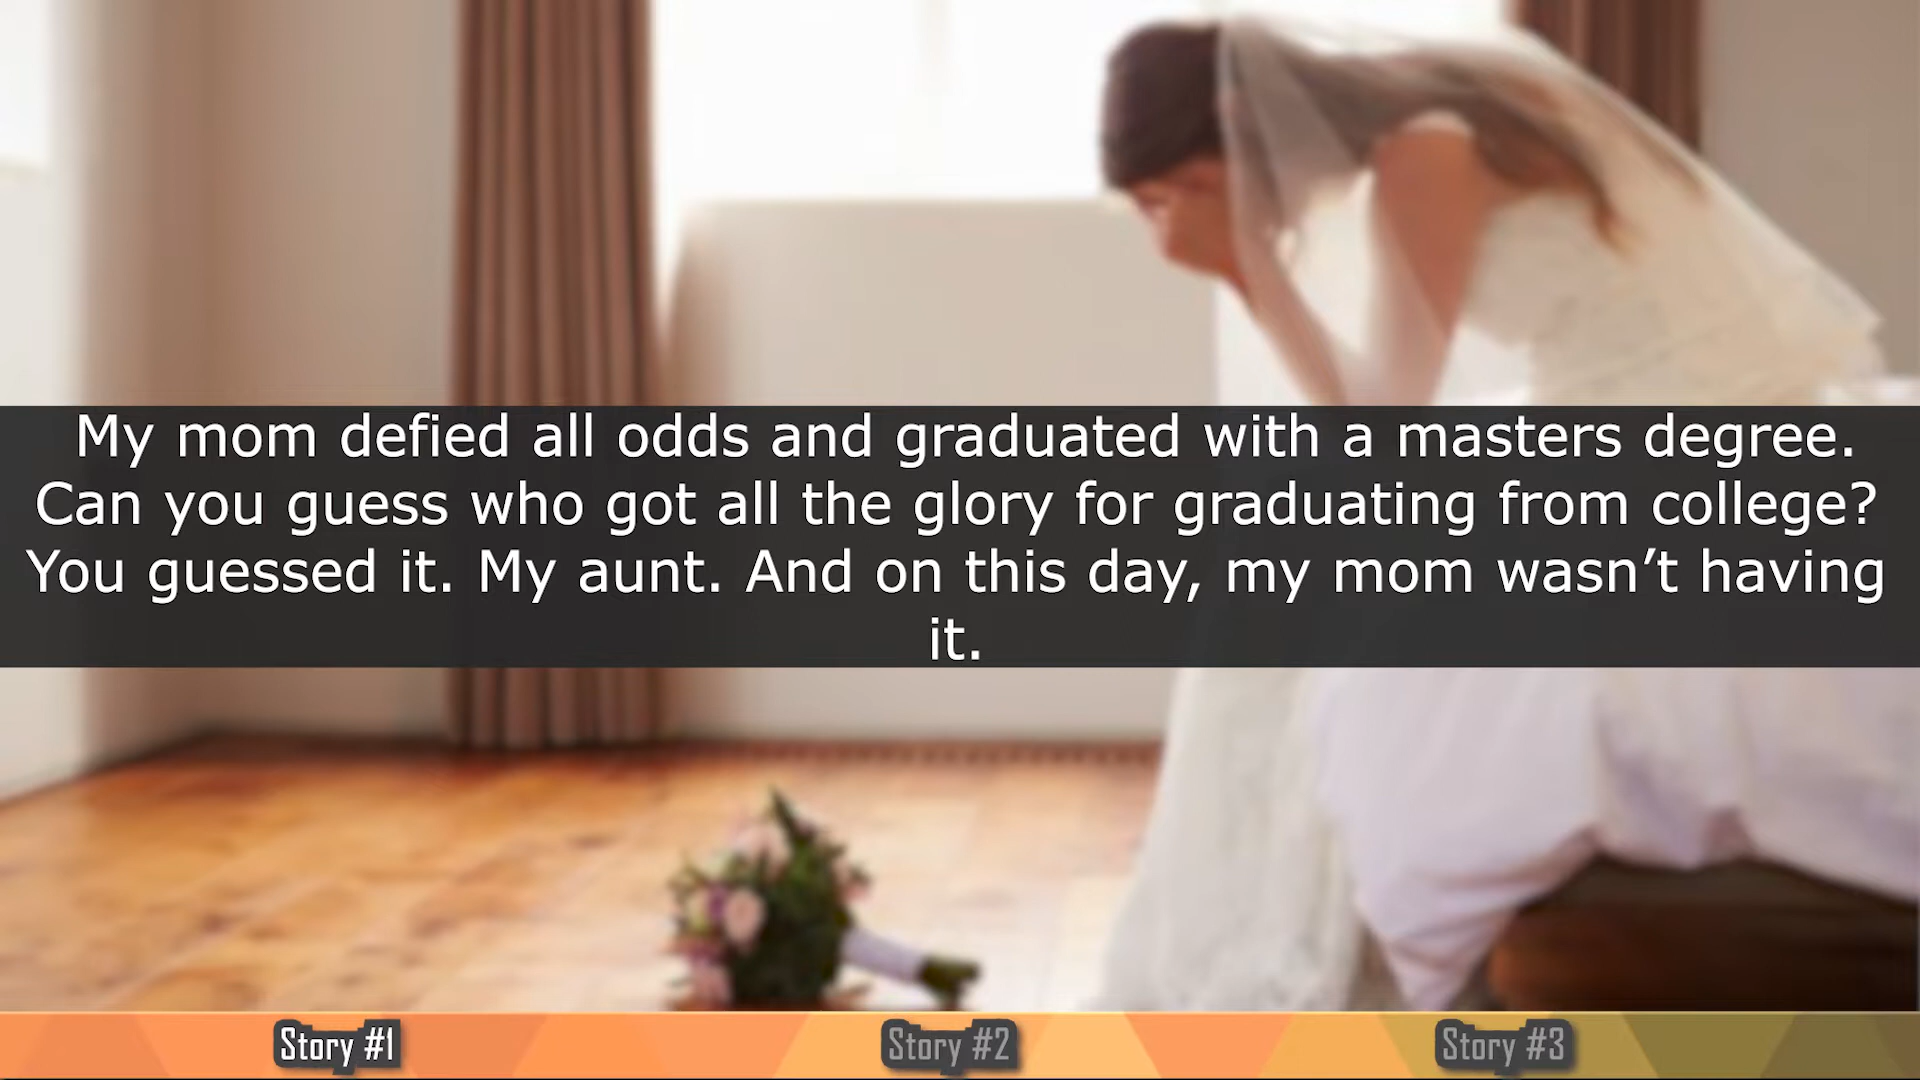 My mom defied all odds and graduated with a masters degree.
Can you guess who got all the glory for graduating from college?
You guessed it. My aunt. And on this day, my mom wasn’t having
it.
Story #1
Story #2
Story #3